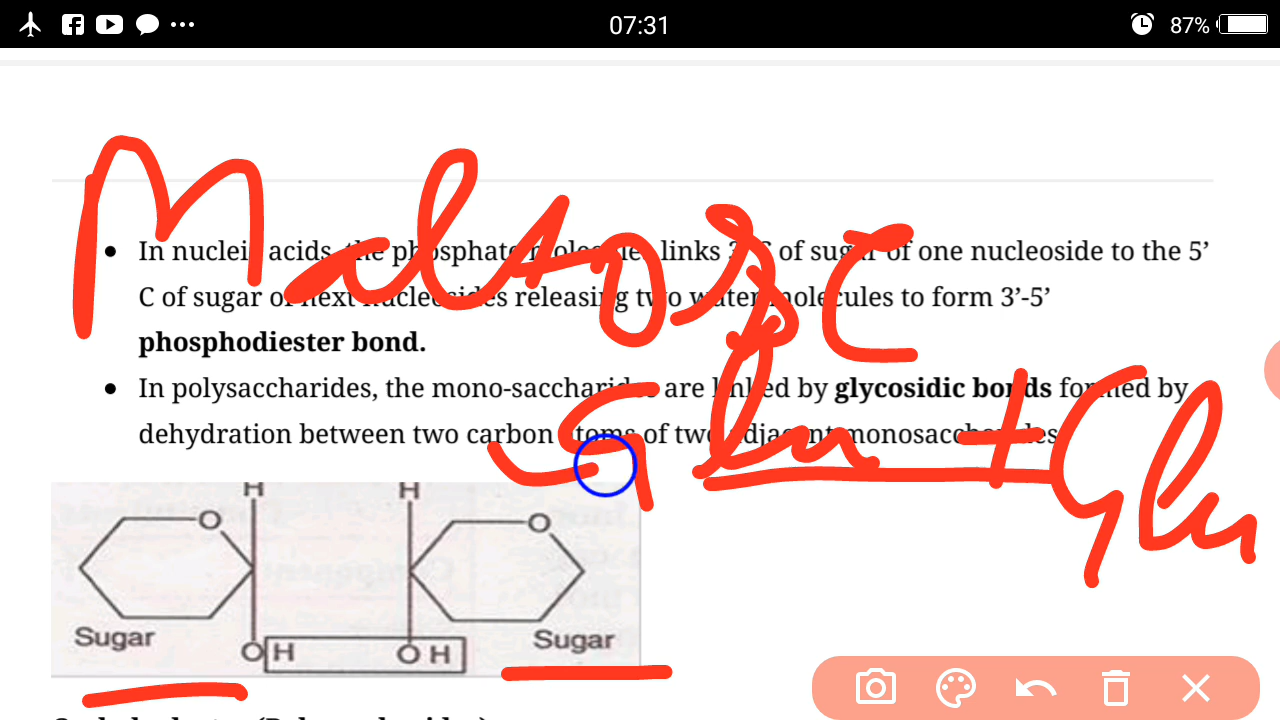 07:31
87%
Maltose
In nucleic acids, the phosphate molecules links 3' C of sugar of one nucleoside to the 5'
C of sugar of next nucleosides releasing two water molecules to form 3'-5'
phosphodiester bond.
In polysaccharides, the mono-saccharides are linked by glycosidic bonds formed by
dehydration between two carbon atoms of two adjacent monosaccharides
Glu + Glu
H H
O O
Sugar Sugar
OH OH